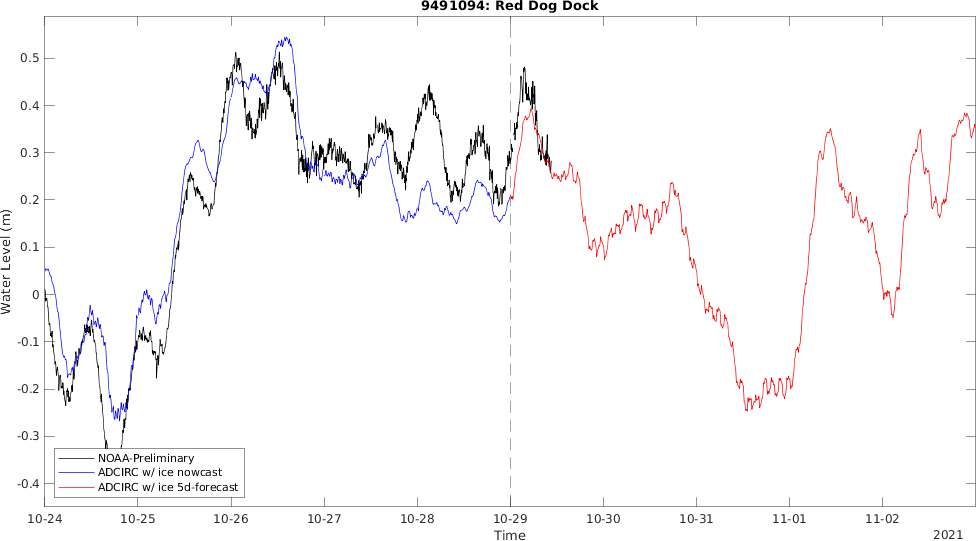 9491094: Red Dog Dock
Water Level (m)
0.5
0.4
0.3
0.2
0.1
0
-0.1
-0.2
-0.3
-0.4
NOAA-Preliminary
ADCIRC w/ ice nowcast
ADCIRC w/ ice 5d-forecast
10-24 10-25 10-26 10-27 10-28 10-29 10-30 10-31 11-01 11-02
Time
2021